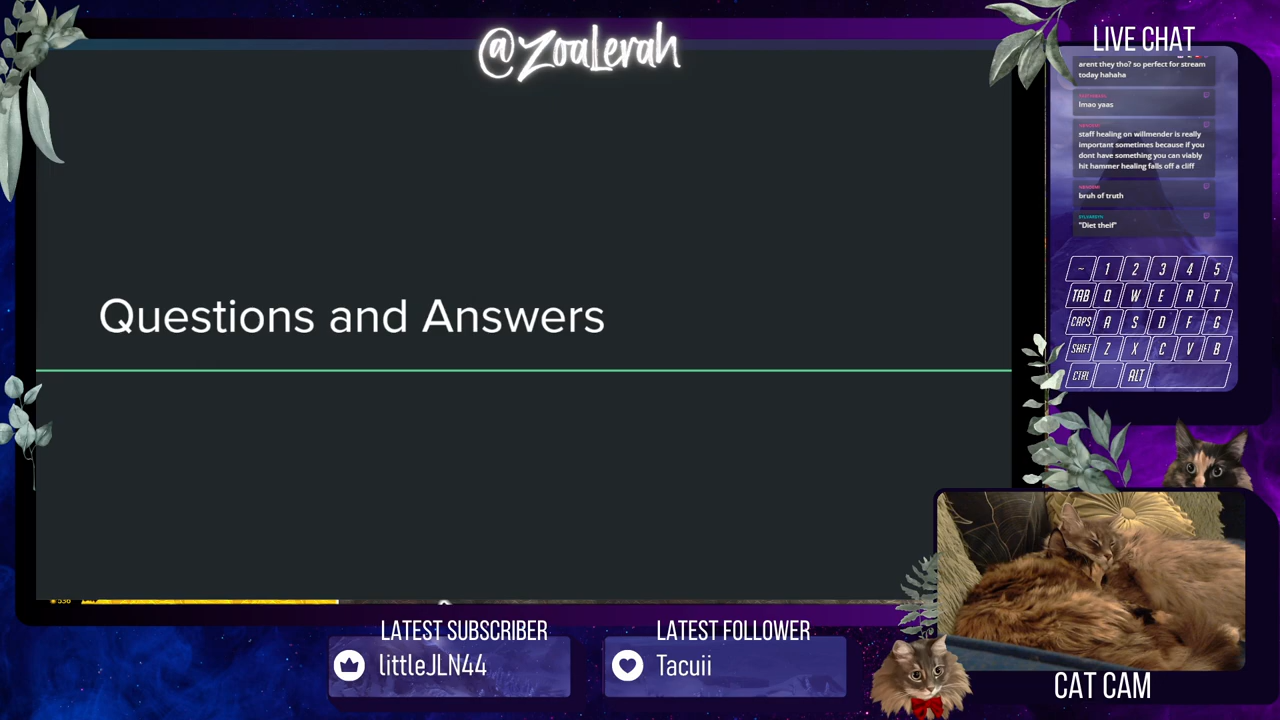 @ZoaLerah
LIVE CHAT
arent they tho? so perfect for stream
today hahaha
lmao yaas
staff healing on willmender is really
important sometimes because if you
dont have something you can viably
hit hammer healing falls off a cliff
bruh of truth
"Diet theif"
~ 1 2 3 4 5
TAB Q W E R T
CAPS A S D F G
SHIFT Z X C V B
CTRL ALT
Questions and Answers
LATEST SUBSCRIBER
littleJLN44
LATEST FOLLOWER
Tacuii
CAT CAM